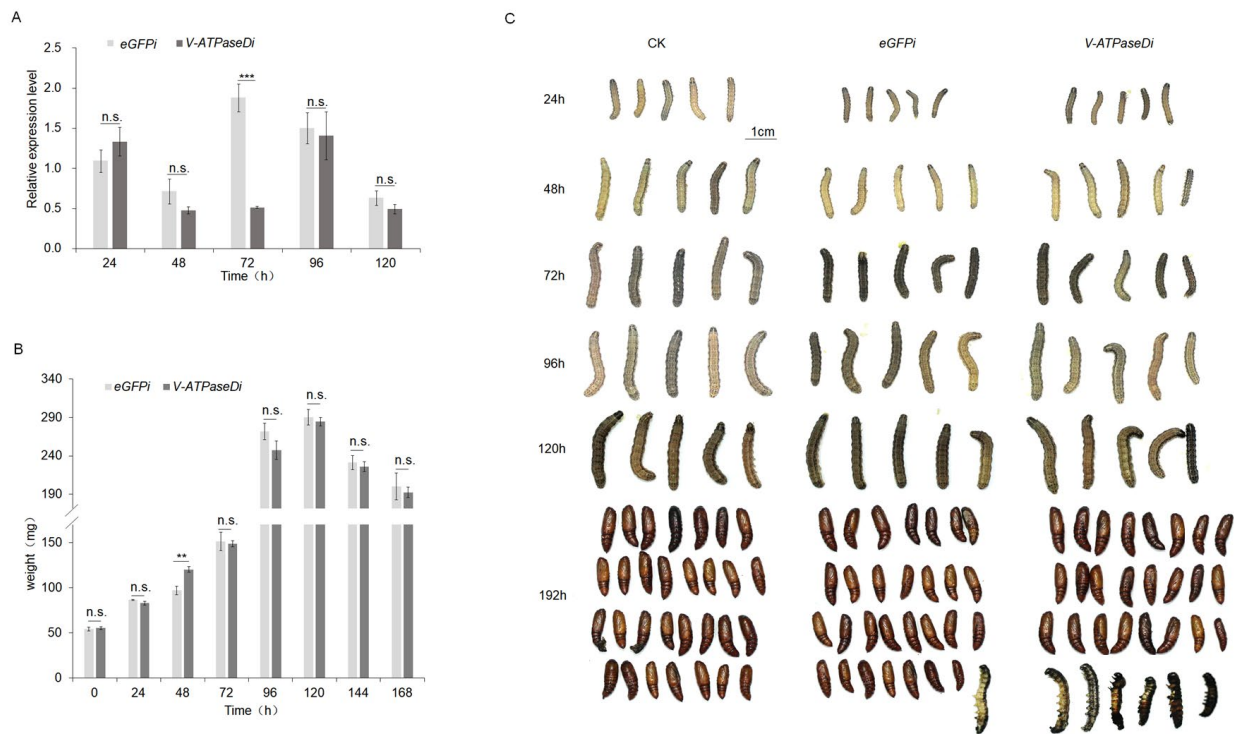 A
eGFPi V-ATPaseDi
Relative expression level
2.5
2.0
1.5
1.0
0.5
0.0
n.s.
n.s.
***
n.s.
n.s.
24 48 72 96 120
Time（h）
B
eGFPi V-ATPaseDi
weight（mg）
340
290
240
190
150
100
50
0
n.s.
n.s.
**
n.s.
n.s.
n.s.
n.s.
n.s.
0 24 48 72 96 120 144 168
Time（h）
C
CK eGFPi V-ATPaseDi
24h
1cm
48h
72h
96h
120h
192h